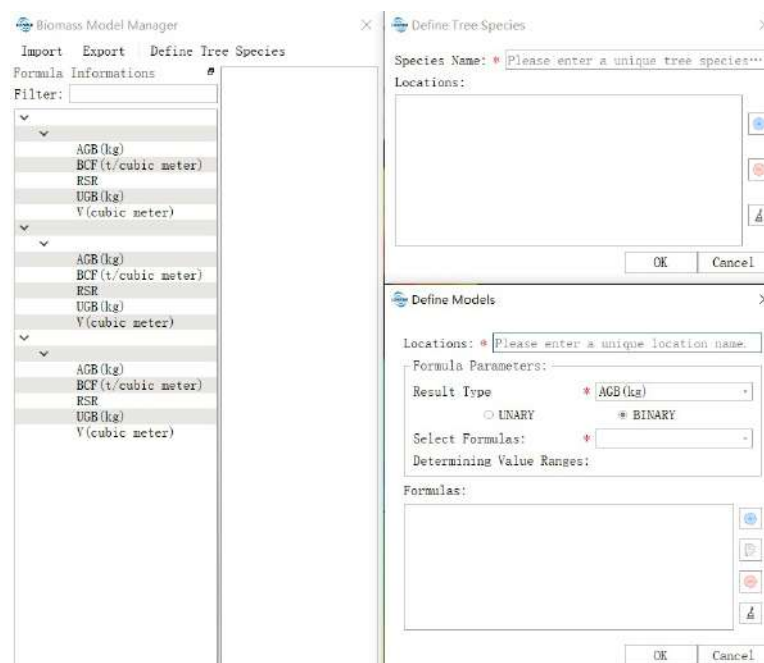 Biomass Model Manager
Import Export Define Tree Species
Formula Informations
Filter:
AGB(kg)
BCF(t/cubic meter)
RSR
UGB(kg)
V(cubic meter)
AGB(kg)
BCF(t/cubic meter)
RSR
UGB(kg)
V(cubic meter)
AGB(kg)
BCF(t/cubic meter)
RSR
UGB(kg)
V(cubic meter)
Define Tree Species
Species Name: * Please enter a unique tree species···
Locations:
OK Cancel
Define Models
Locations: * Please enter a unique location name.
Formula Parameters:
Result Type * AGB(kg)
UNARY BINARY
Select Formulas: *
Determining Value Ranges:
Formulas:
OK Cancel